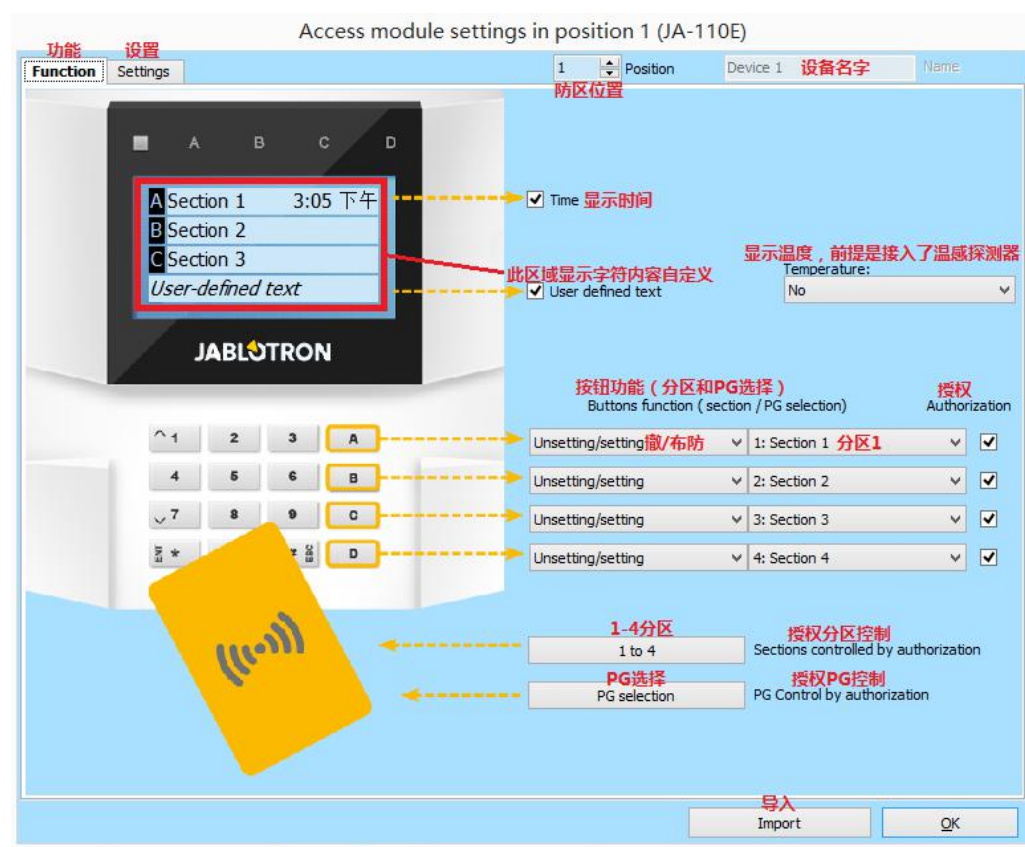 Access module settings in position 1 (JA-110E)
功能 设置
Function Settings 1 Position Device 1 设备名字 Name
防区位置
A B C D
A Section 1 3:05 下午
B Section 2
C Section 3
User-defined text
Time 显示时间
显示温度，前提是接入了温感探测器
此区域显示字符内容自定义
Temperature:
User defined text No
JABLOTRON
按钮功能（分区和PG选择） 授权
Buttons function ( section / PG selection) Authorization
1 2 3 A Unsetting/setting撤/布防 1: Section 1 分区1
4 5 6 B Unsetting/setting 2: Section 2
7 8 9 C Unsetting/setting 3: Section 3
ENT * ESC D Unsetting/setting 4: Section 4
1-4分区 授权分区控制
1 to 4 Sections controlled by authorization
PG选择 授权PG控制
PG selection PG Control by authorization
导入
Import OK